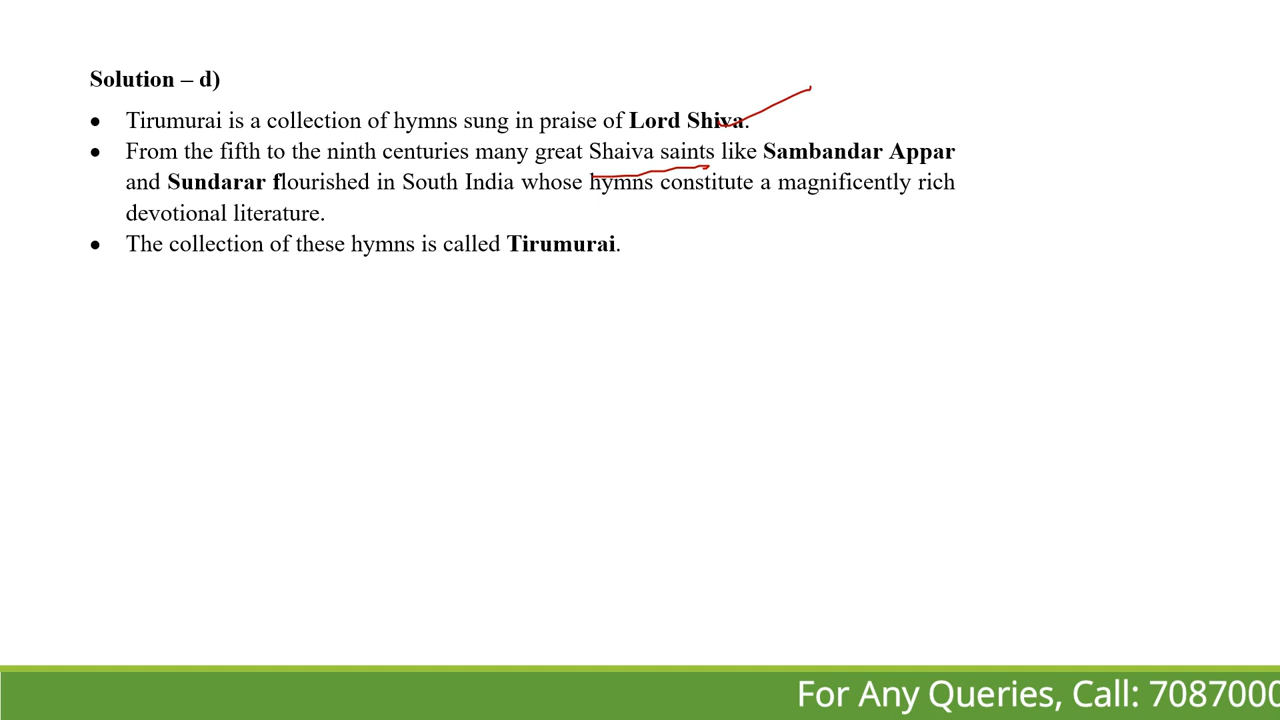 Solution – d)
• Tirumurai is a collection of hymns sung in praise of Lord Shiva.
• From the fifth to the ninth centuries many great Shaiva saints like Sambandar Appar
and Sundarar flourished in South India whose hymns constitute a magnificently rich
devotional literature.
• The collection of these hymns is called Tirumurai.
For Any Queries, Call: 7087000